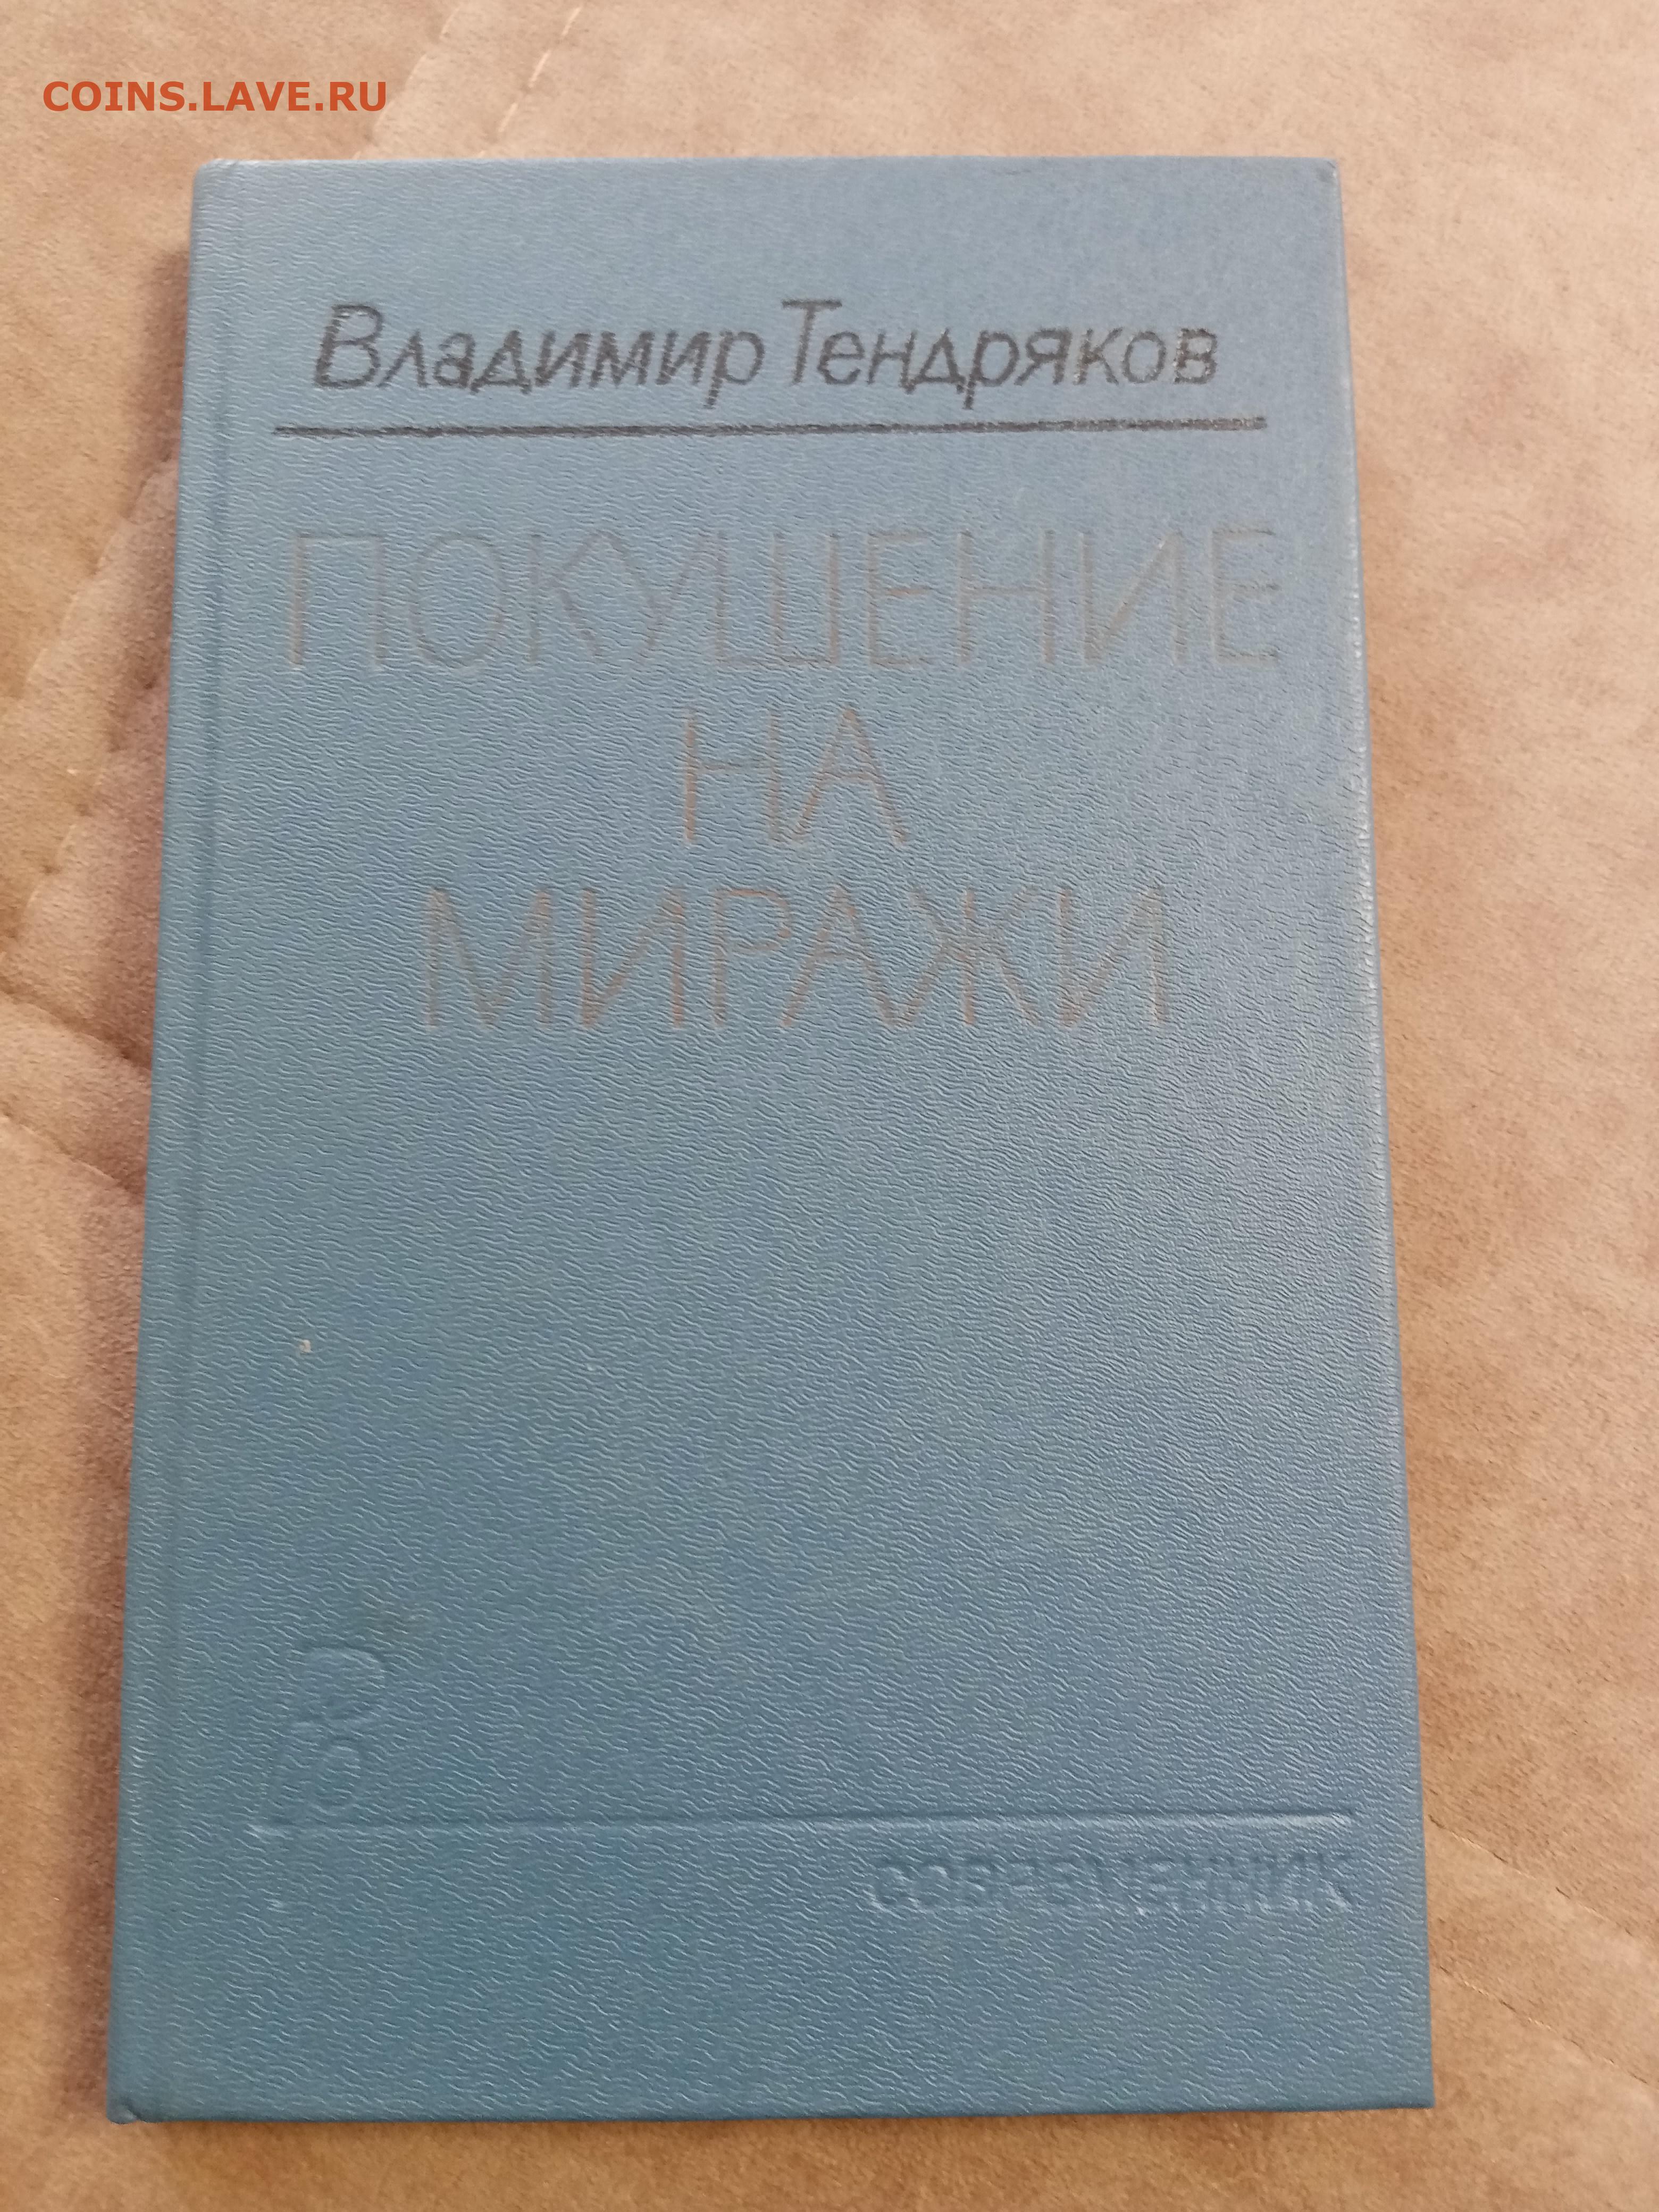 COINS.LAVE.RU
Владимир Тендряков
ПОКУШЕНИЕ
НА
МИРАЖИ
СОВРЕМЕННИК